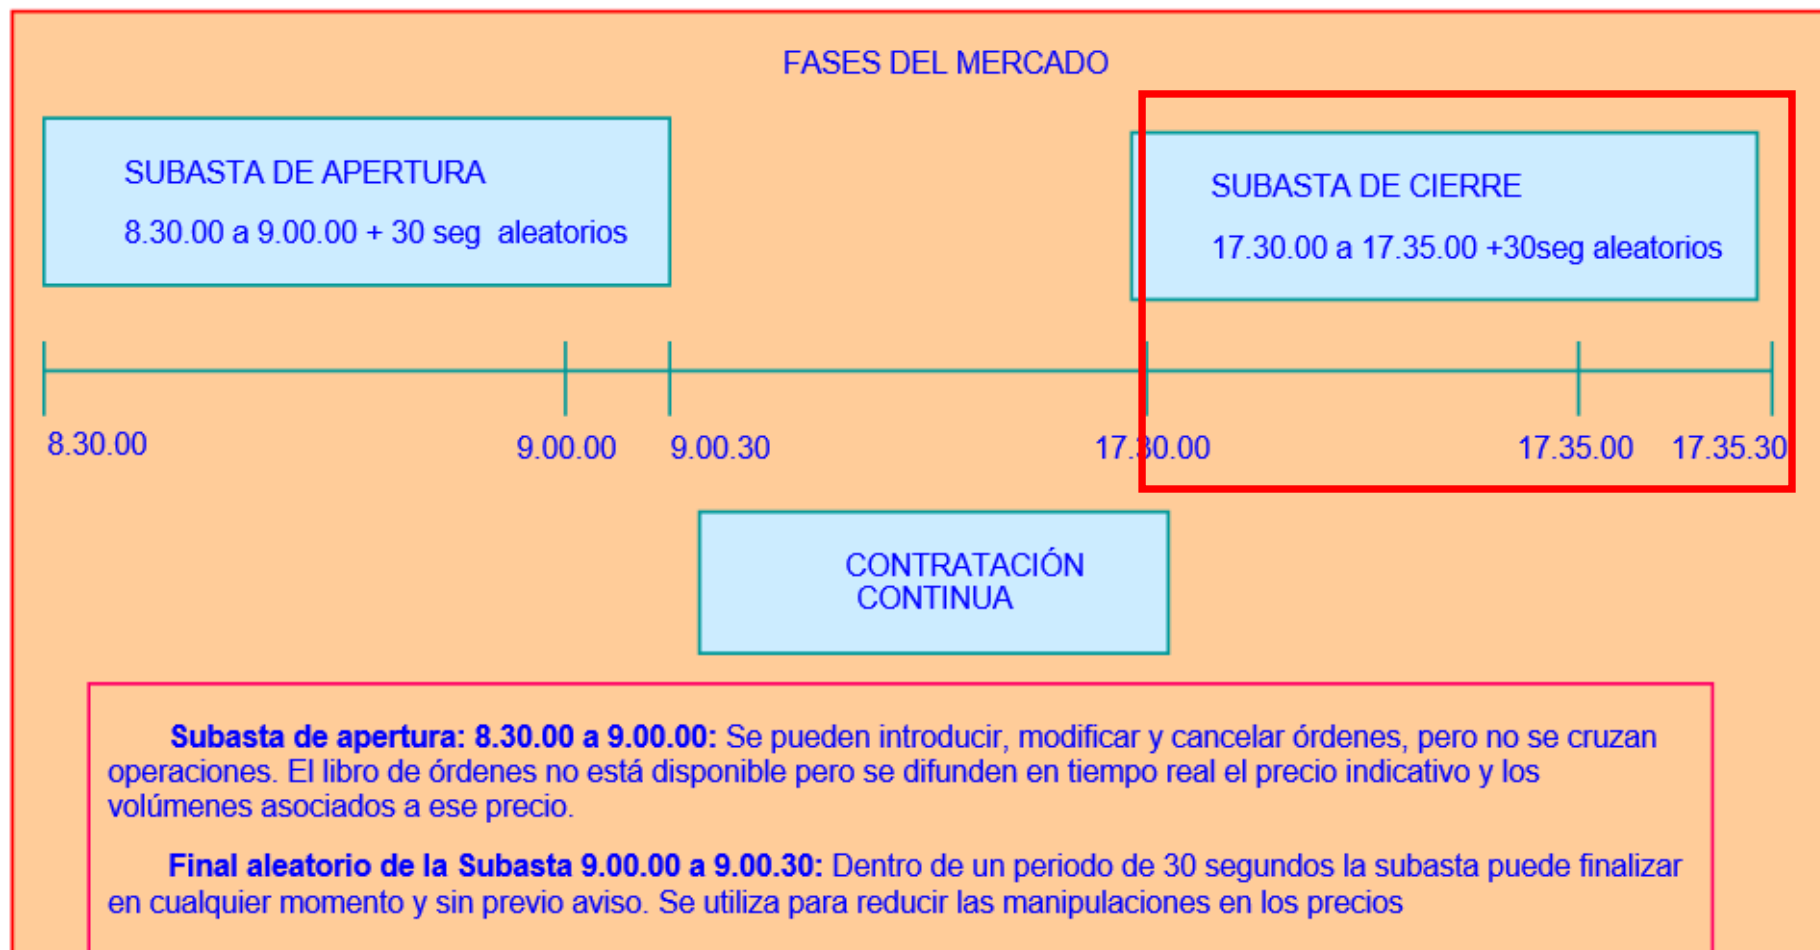 FASES DEL MERCADO
SUBASTA DE APERTURA
8.30.00 a 9.00.00 + 30 seg aleatorios
SUBASTA DE CIERRE
17.30.00 a 17.35.00 +30seg aleatorios
8.30.00
9.00.00
9.00.30
17.30.00
17.35.00
17.35.30
CONTRATACIÓN
CONTINUA
Subasta de apertura: 8.30.00 a 9.00.00: Se pueden introducir, modificar y cancelar órdenes, pero no se cruzan
operaciones. El libro de órdenes no está disponible pero se difunden en tiempo real el precio indicativo y los
volúmenes asociados a ese precio.
Final aleatorio de la Subasta 9.00.00 a 9.00.30: Dentro de un periodo de 30 segundos la subasta puede finalizar
en cualquier momento y sin previo aviso. Se utiliza para reducir las manipulaciones en los precios